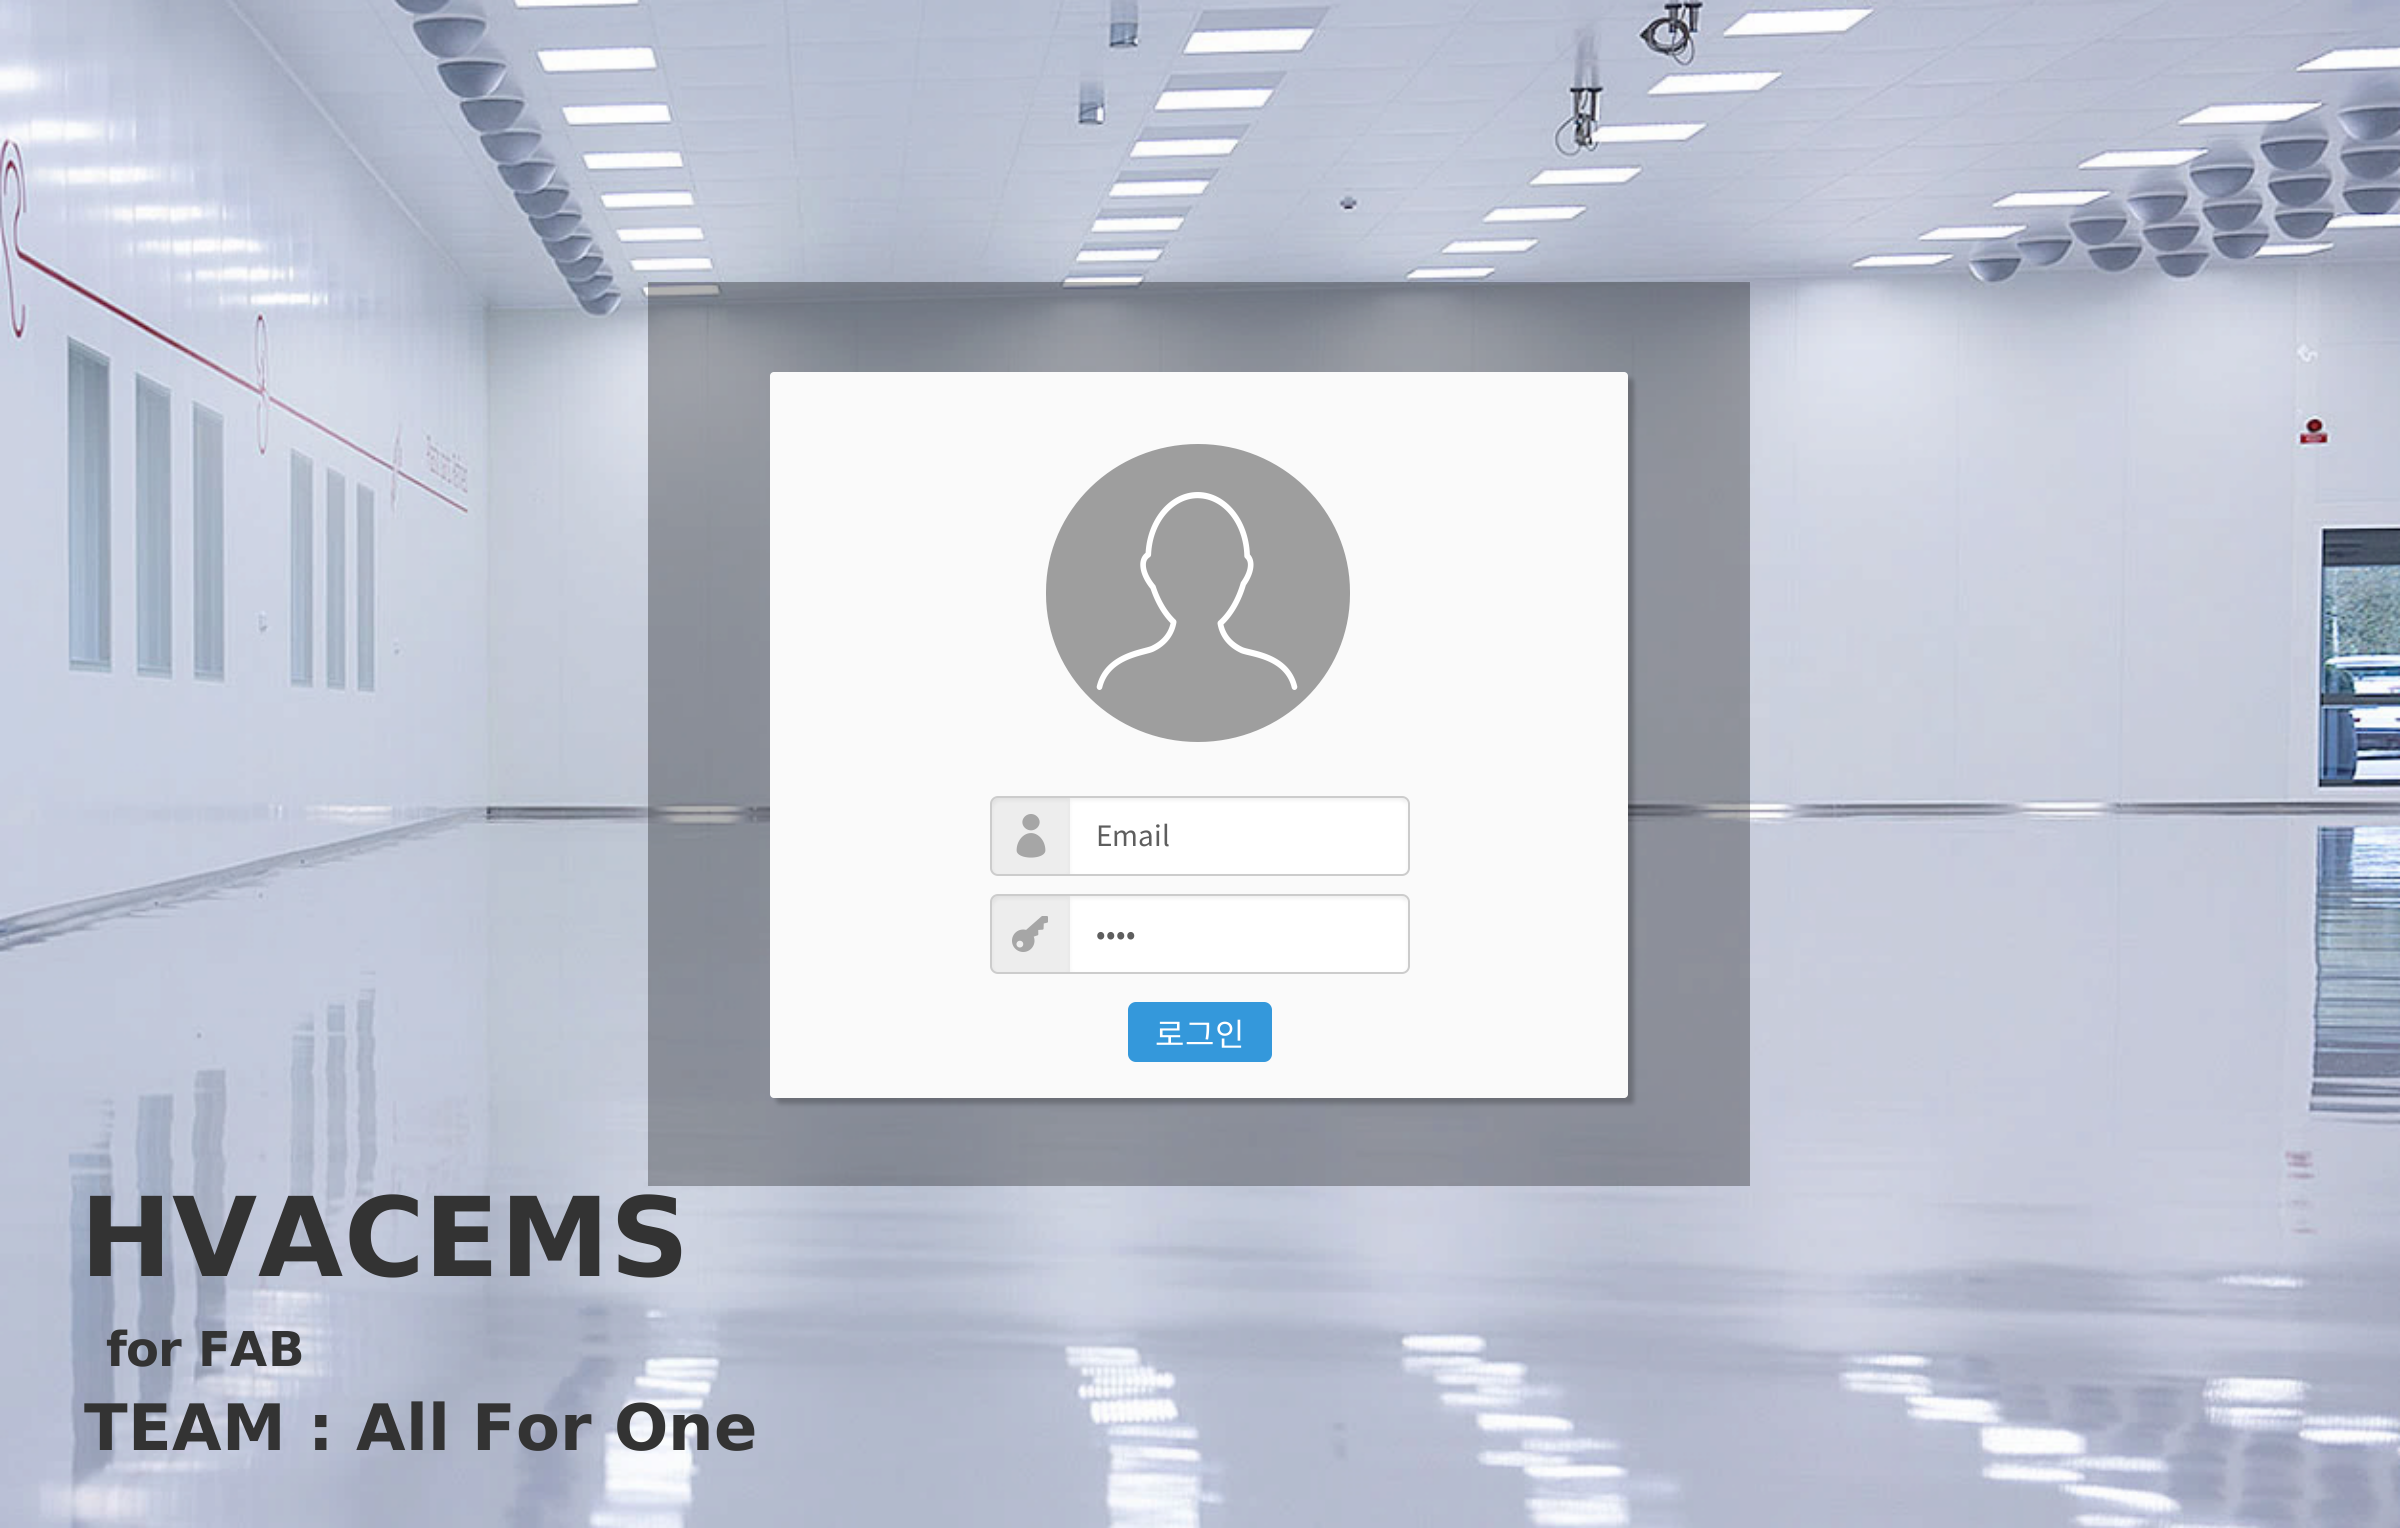 Email
••••
로그인
HVACEMS
for FAB
TEAM : All For One